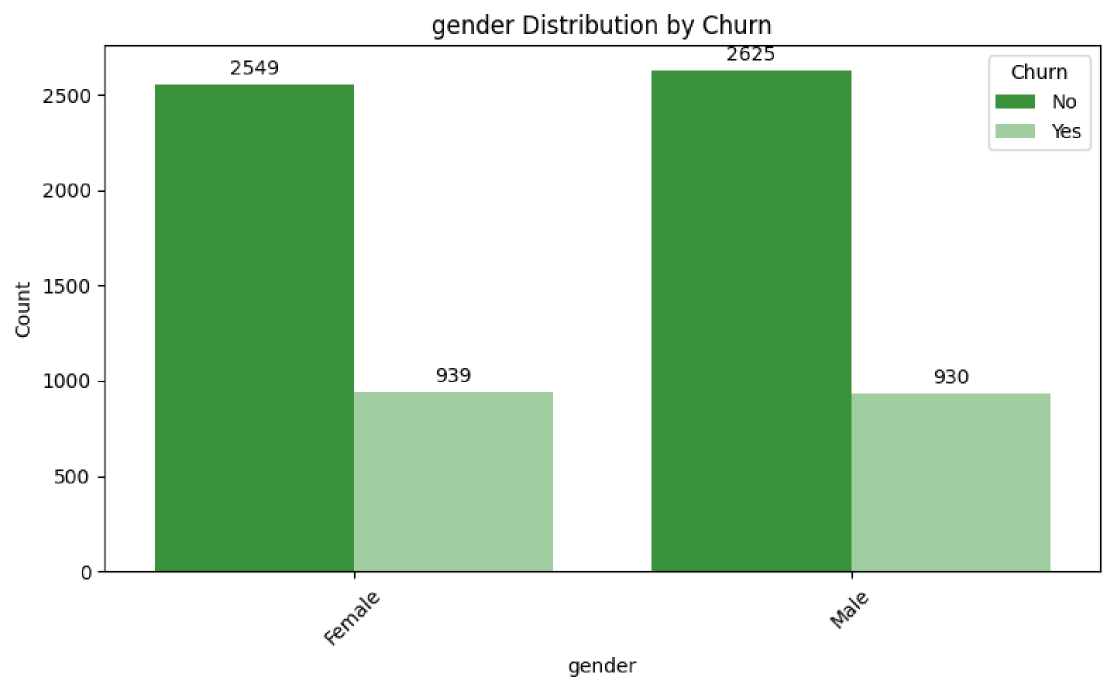 gender Distribution by Churn
2549
2625
Churn
No
Yes
2500
2000
1500
1000
500
0
Count
939
930
Female
Male
gender